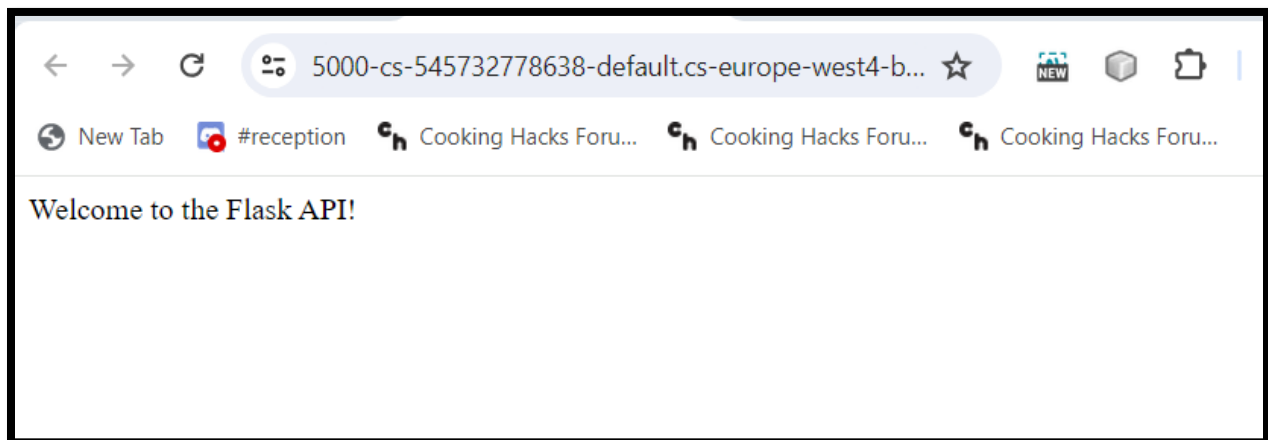 5000-cs-545732778638-default.cs-europe-west4-b...
NEW
New Tab #reception Cooking Hacks Foru... Cooking Hacks Foru... Cooking Hacks Foru...
Welcome to the Flask API!